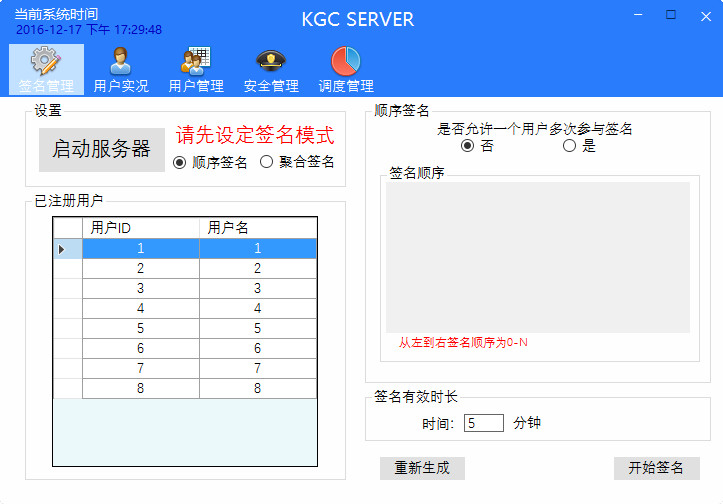 当前系统时间
2016-12-17 下午 17:29:48
KGC SERVER
签名管理 用户实况 用户管理 安全管理 调度管理
设置
启动服务器
请先设定签名模式
顺序签名 聚合签名
已注册用户
用户ID 用户名
1 1
2 2
3 3
4 4
5 5
6 6
7 7
8 8
顺序签名
是否允许一个用户多次参与签名
否 是
签名顺序
从左到右签名顺序为0-N
签名有效时长
时间: 5 分钟
重新生成 开始签名